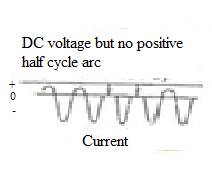 DC voltage but no positive
half cycle arc
+
0
-
Current